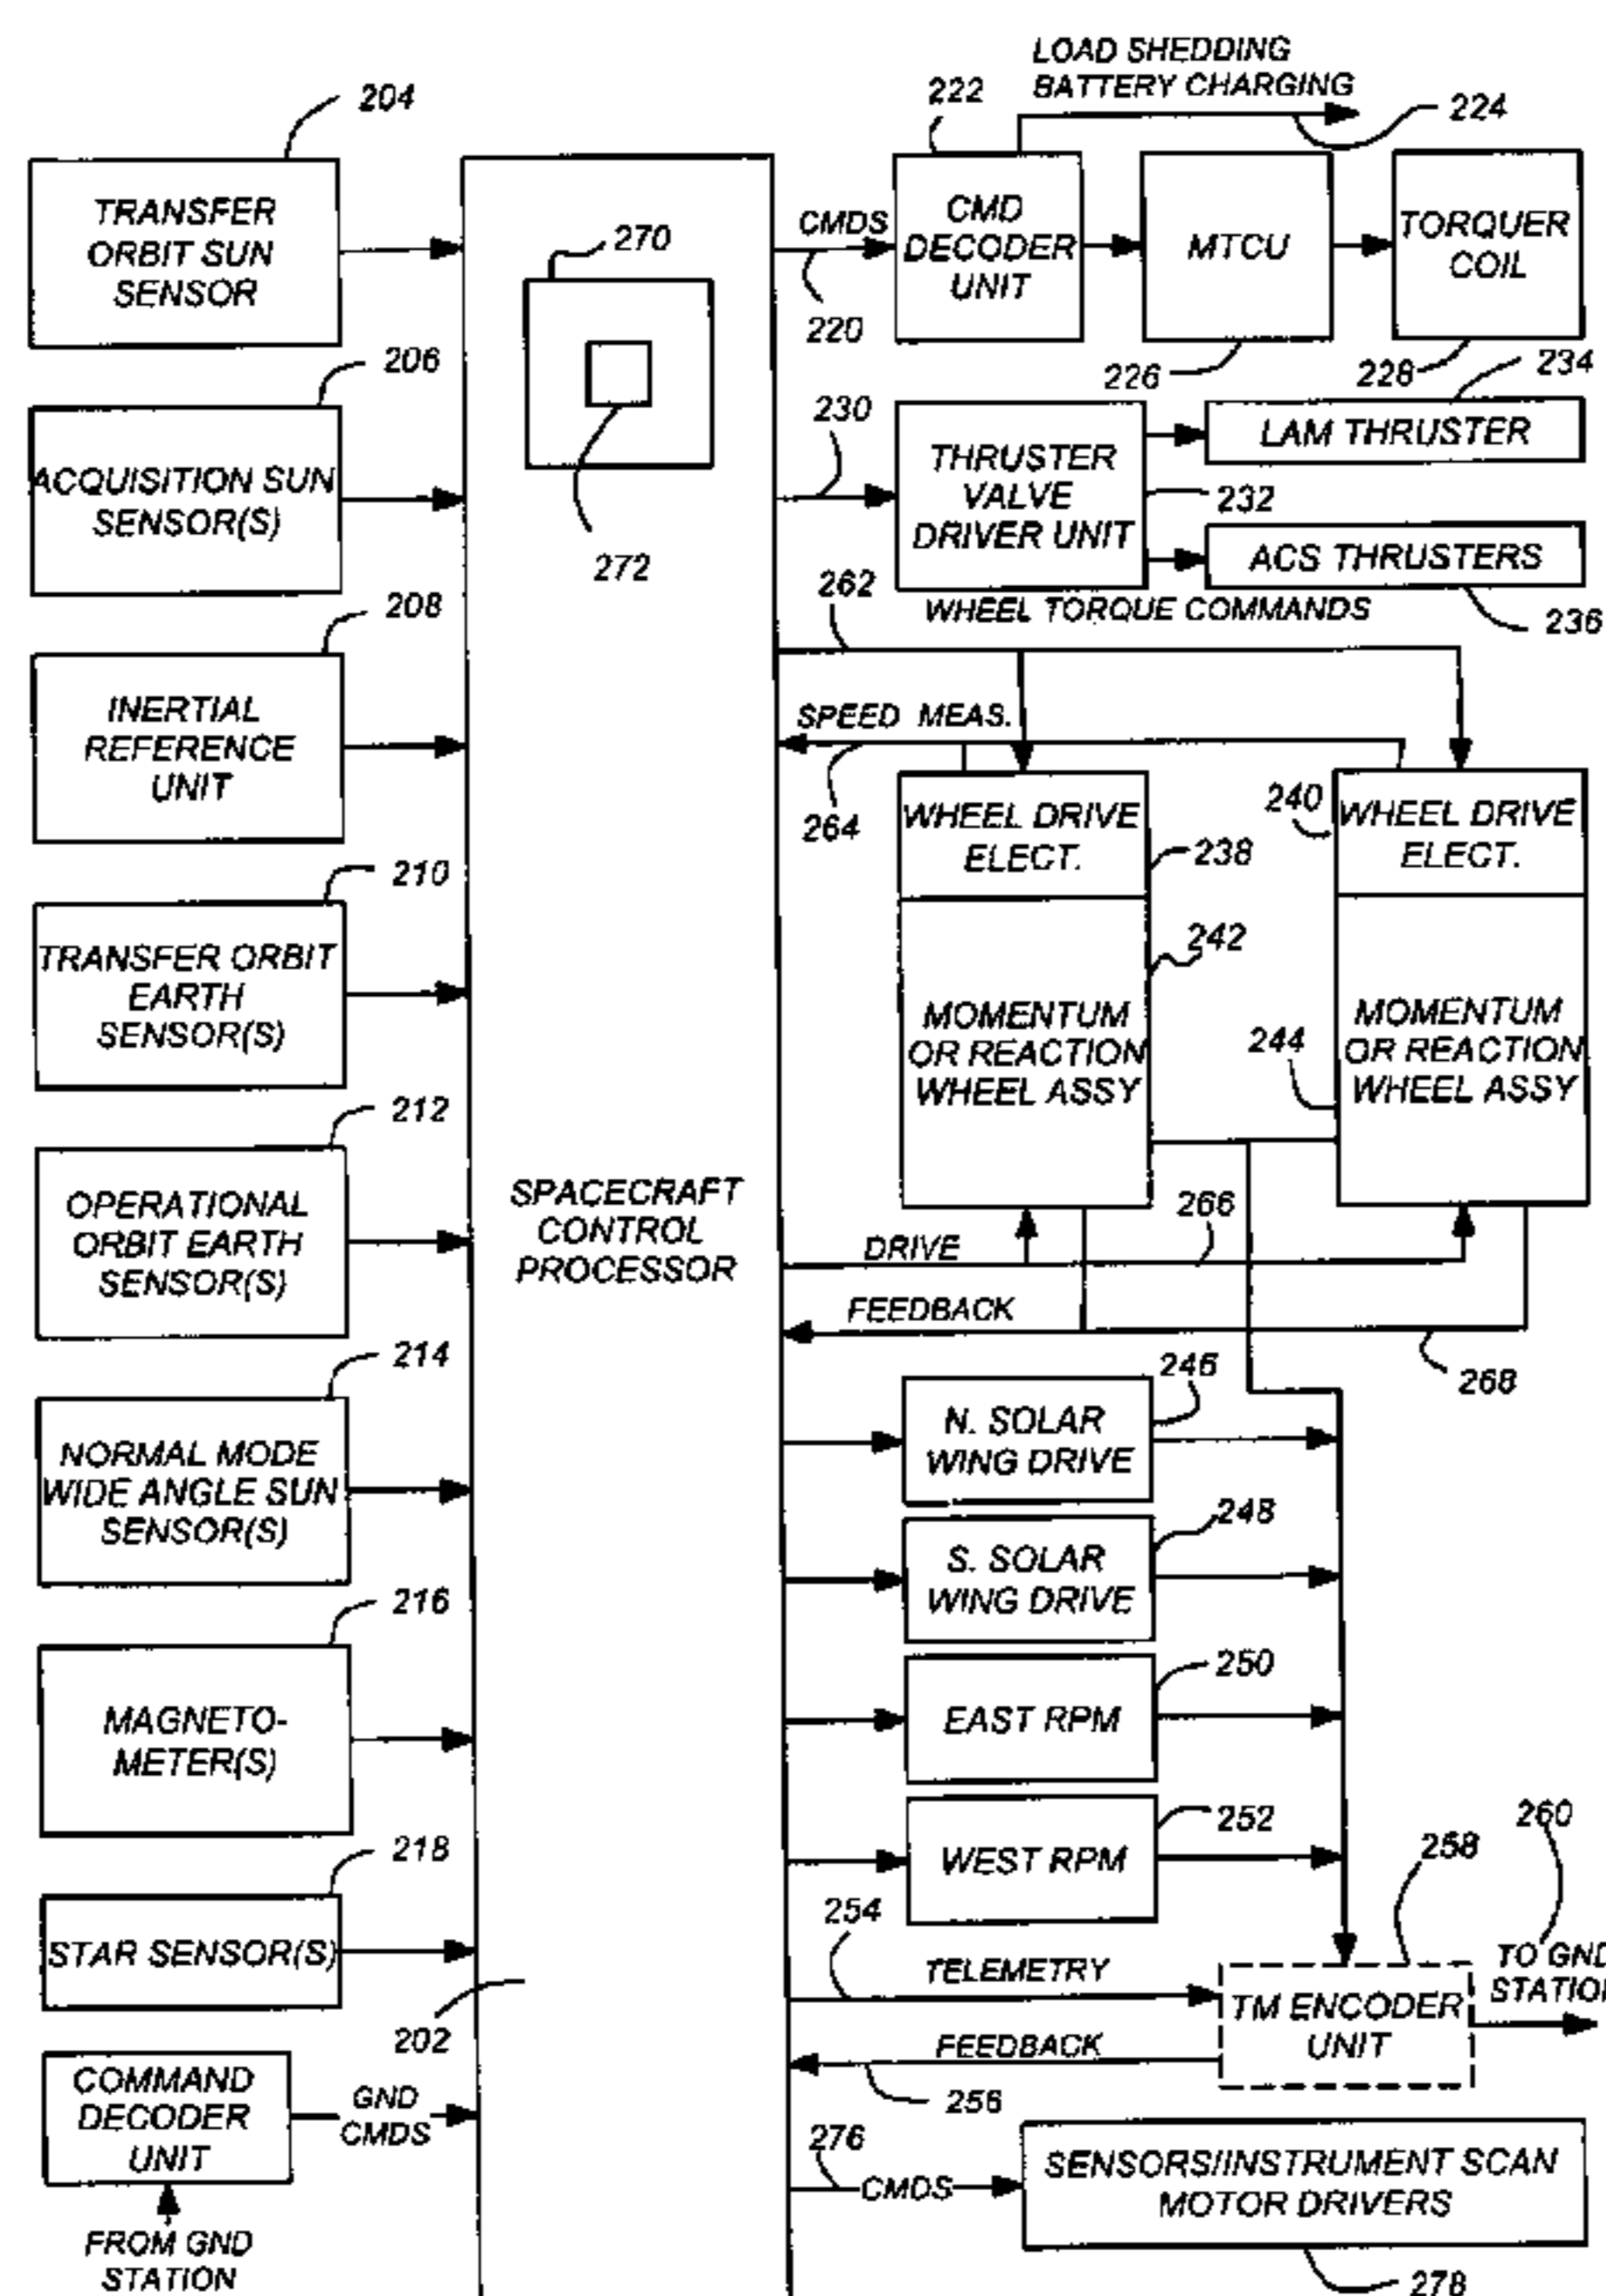 LOAD SHEDDING
BATTERY CHARGING
222
224
204
TRANSFER
ORBIT SUN
SENSOR
270
272
CMDS
220
CMD
DECODER
UNIT
MTCU
226
TORQUER
COIL
228
206
ACQUISITION SUN
SENSOR(S)
230
THRUSTER
VALVE
DRIVER UNIT
232
234
LAM THRUSTER
ACS THRUSTERS
236
262
WHEEL TORQUE COMMANDS
208
INERTIAL
REFERENCE
UNIT
SPEED MEAS.
264
WHEEL DRIVE
ELECT.
238
240
WHEEL DRIVE
ELECT.
210
TRANSFER ORBIT
EARTH
SENSOR(S)
242
MOMENTUM
OR REACTION
WHEEL ASSY
244
MOMENTUM
OR REACTION
WHEEL ASSY
212
OPERATIONAL
ORBIT EARTH
SENSOR(S)
SPACECRAFT
CONTROL
PROCESSOR
DRIVE
266
FEEDBACK
268
214
NORMAL MODE
WIDE ANGLE SUN
SENSOR(S)
246
N. SOLAR
WING DRIVE
248
S. SOLAR
WING DRIVE
216
MAGNETO-
METER(S)
250
EAST RPM
252
WEST RPM
218
STAR SENSOR(S)
202
254
TELEMETRY
258
260
TM ENCODER
UNIT
TO GND
STATION
FEEDBACK
256
COMMAND
DECODER
UNIT
GND
CMDS
276
CMDS
SENSORS/INSTRUMENT SCAN
MOTOR DRIVERS
278
FROM GND
STATION